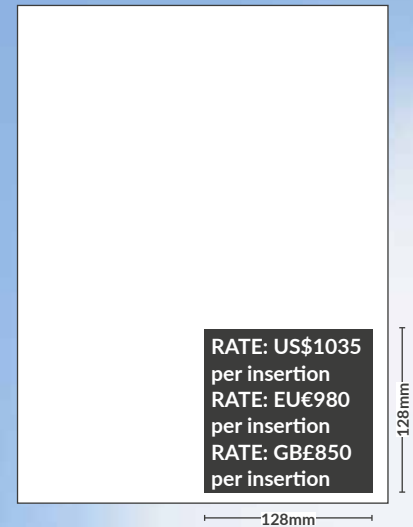 RATE: US$1035
per insertion
RATE: EU€980
per insertion
RATE: GB£850
per insertion
128mm
128mm